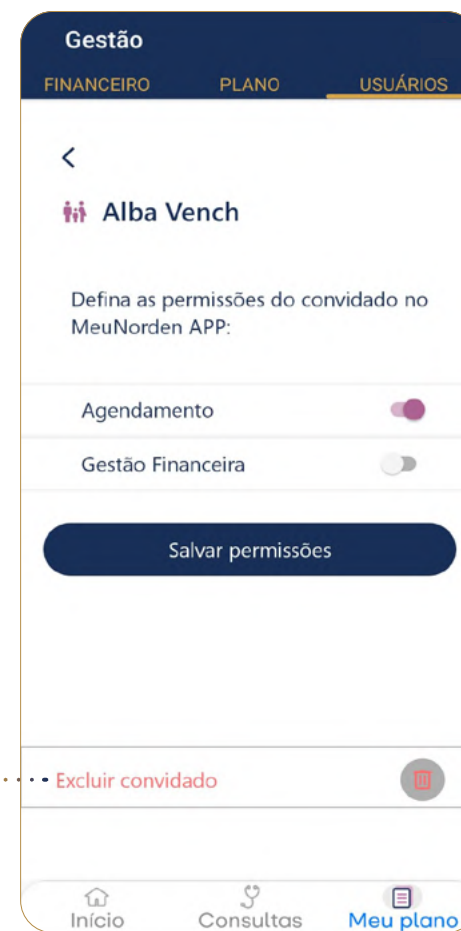 Gestão
FINANCEIRO PLANO USUÁRIOS
Alba Vench
Defina as permissões do convidado no
MeuNorden APP:
Agendamento
Gestão Financeira
Salvar permissões
Excluir convidado
Início Consultas Meu plano